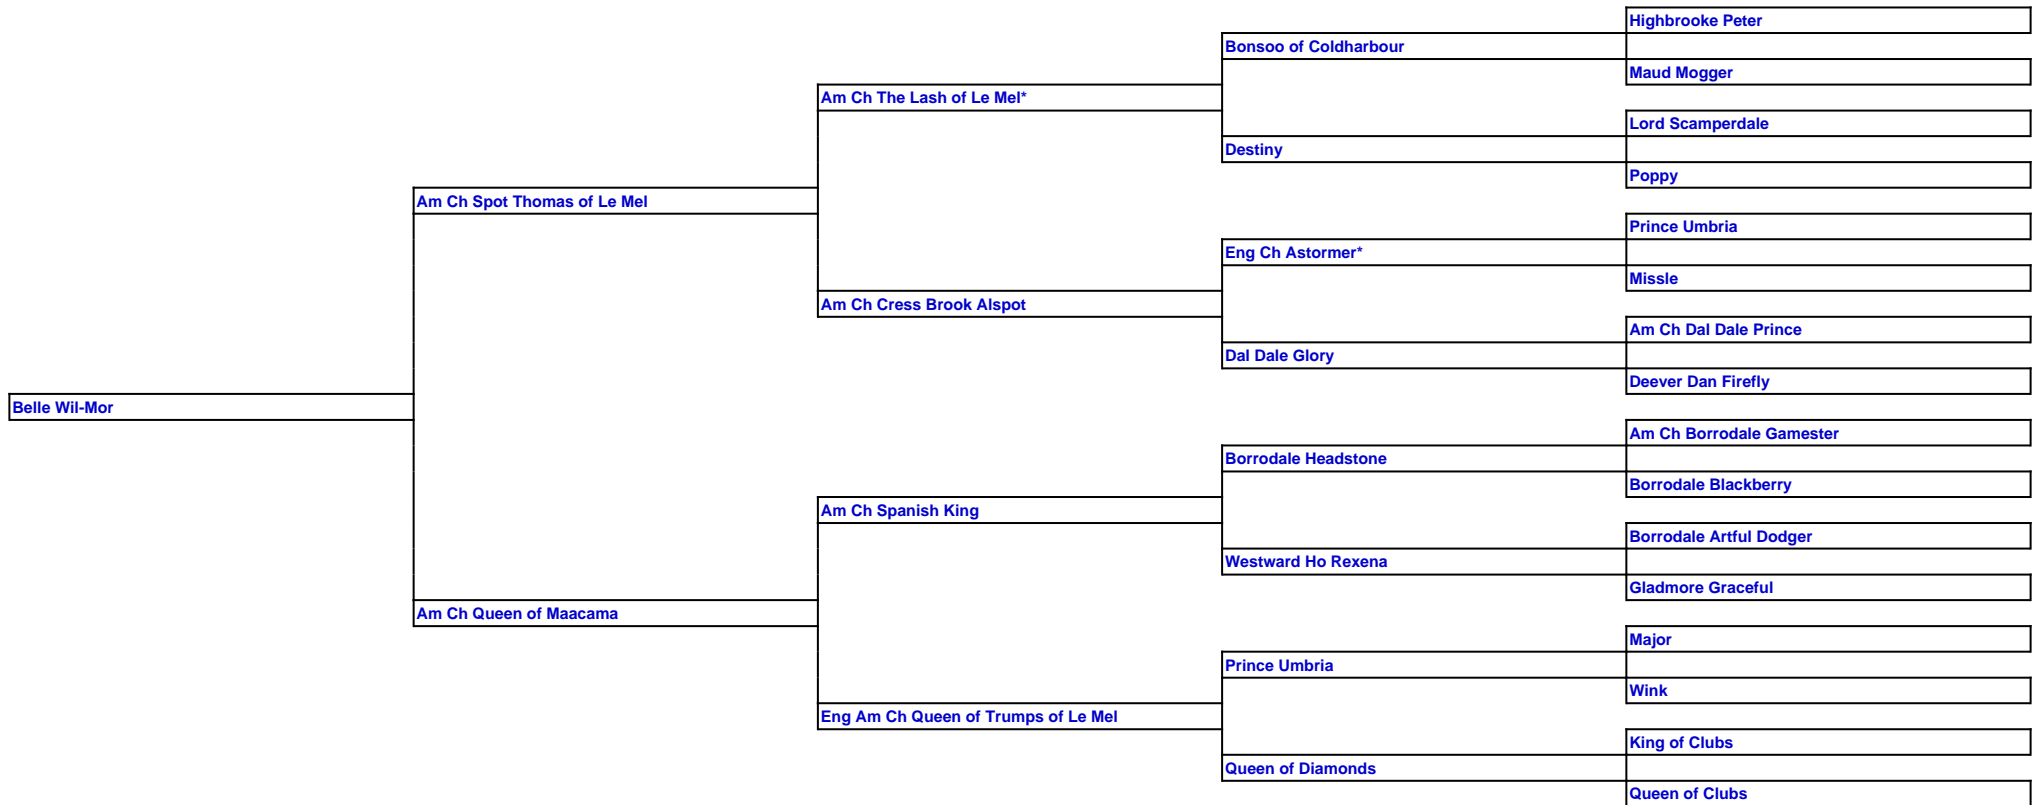 Highbrooke Peter
Bonsoo of Coldharbour
Maud Mogger
Am Ch The Lash of Le Mel*
Lord Scamperdale
Destiny
Poppy
Am Ch Spot Thomas of Le Mel
Prince Umbria
Eng Ch Astormer*
Missle
Am Ch Cress Brook Alspot
Am Ch Dal Dale Prince
Dal Dale Glory
Deever Dan Firefly
Belle Wil-Mor
Am Ch Borrodale Gamester
Borrodale Headstone
Borrodale Blackberry
Am Ch Spanish King
Borrodale Artful Dodger
Westward Ho Rexena
Gladmore Graceful
Am Ch Queen of Maacama
Major
Prince Umbria
Wink
Eng Am Ch Queen of Trumps of Le Mel
King of Clubs
Queen of Diamonds
Queen of Clubs